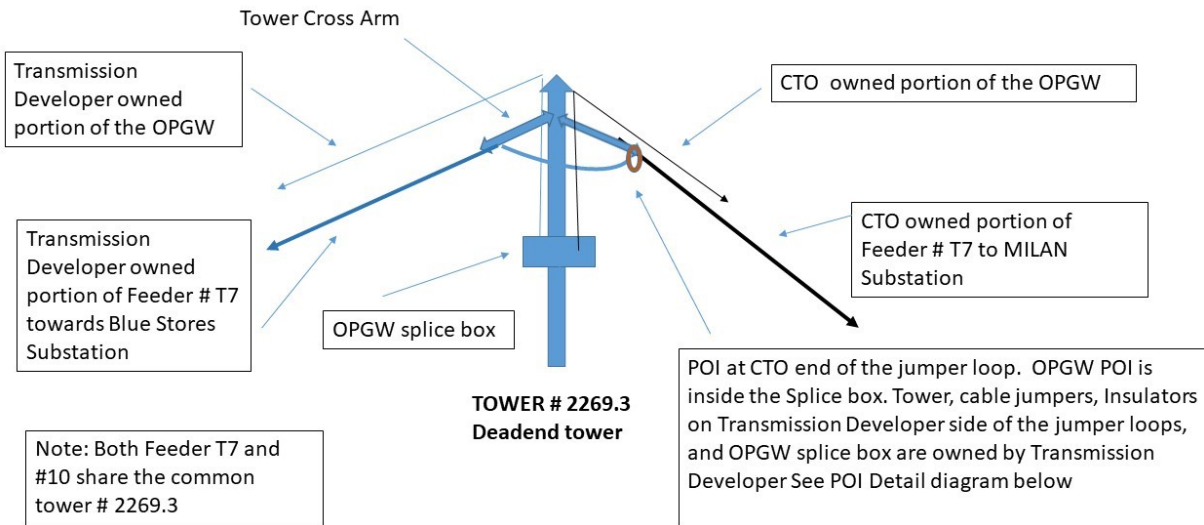 Tower Cross Arm
Transmission
Developer owned
portion of the OPGW
CTO owned portion of the OPGW
Transmission
Developer owned
portion of Feeder # T7
towards Blue Stores
Substation
CTO owned portion of
Feeder # T7 to MILAN
Substation
OPGW splice box
POI at CTO end of the jumper loop. OPGW POI is
inside the Splice box. Tower, cable jumpers, Insulators
on Transmission Developer side of the jumper loops,
and OPGW splice box are owned by Transmission
Developer See POI Detail diagram below
TOWER # 2269.3
Deadend tower
Note: Both Feeder T7 and
#10 share the common
tower # 2269.3